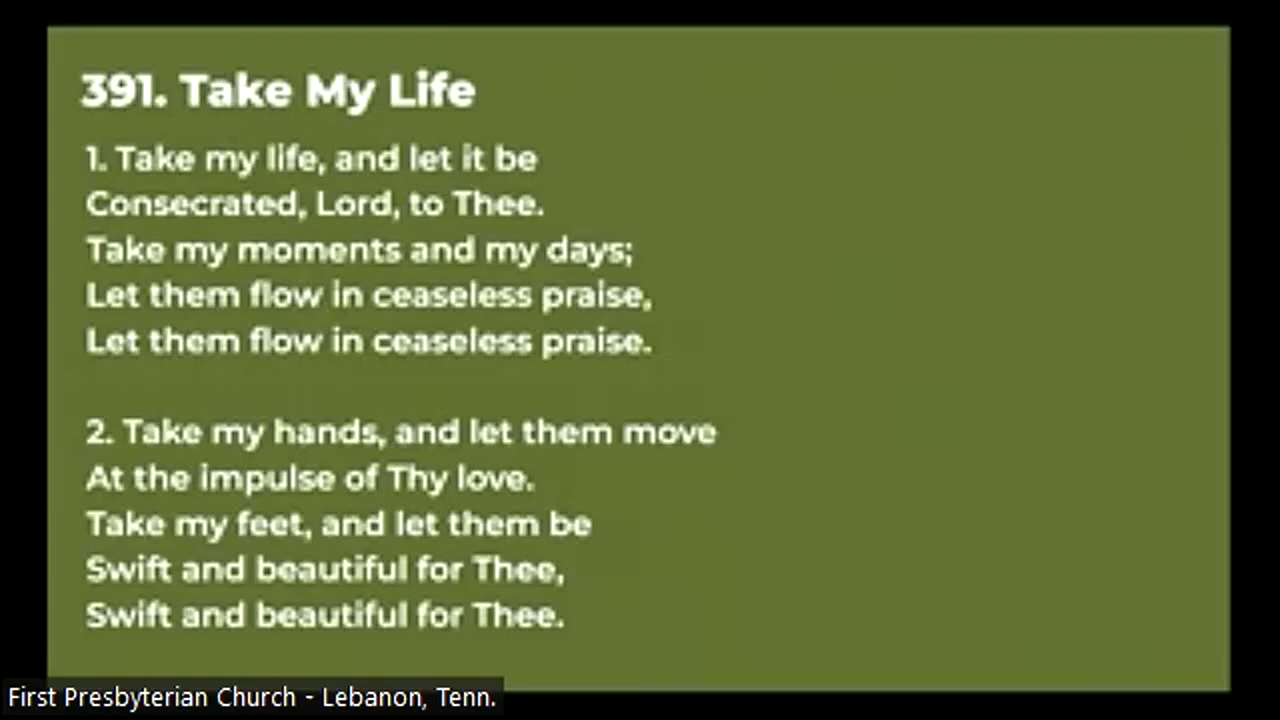 391. Take My Life
1. Take my life, and let it be
Consecrated, Lord, to Thee.
Take my moments and my days;
Let them flow in ceaseless praise,
Let them flow in ceaseless praise.
2. Take my hands, and let them move
At the impulse of Thy love.
Take my feet, and let them be
Swift and beautiful for Thee,
Swift and beautiful for Thee.
First Presbyterian Church - Lebanon, Tenn.